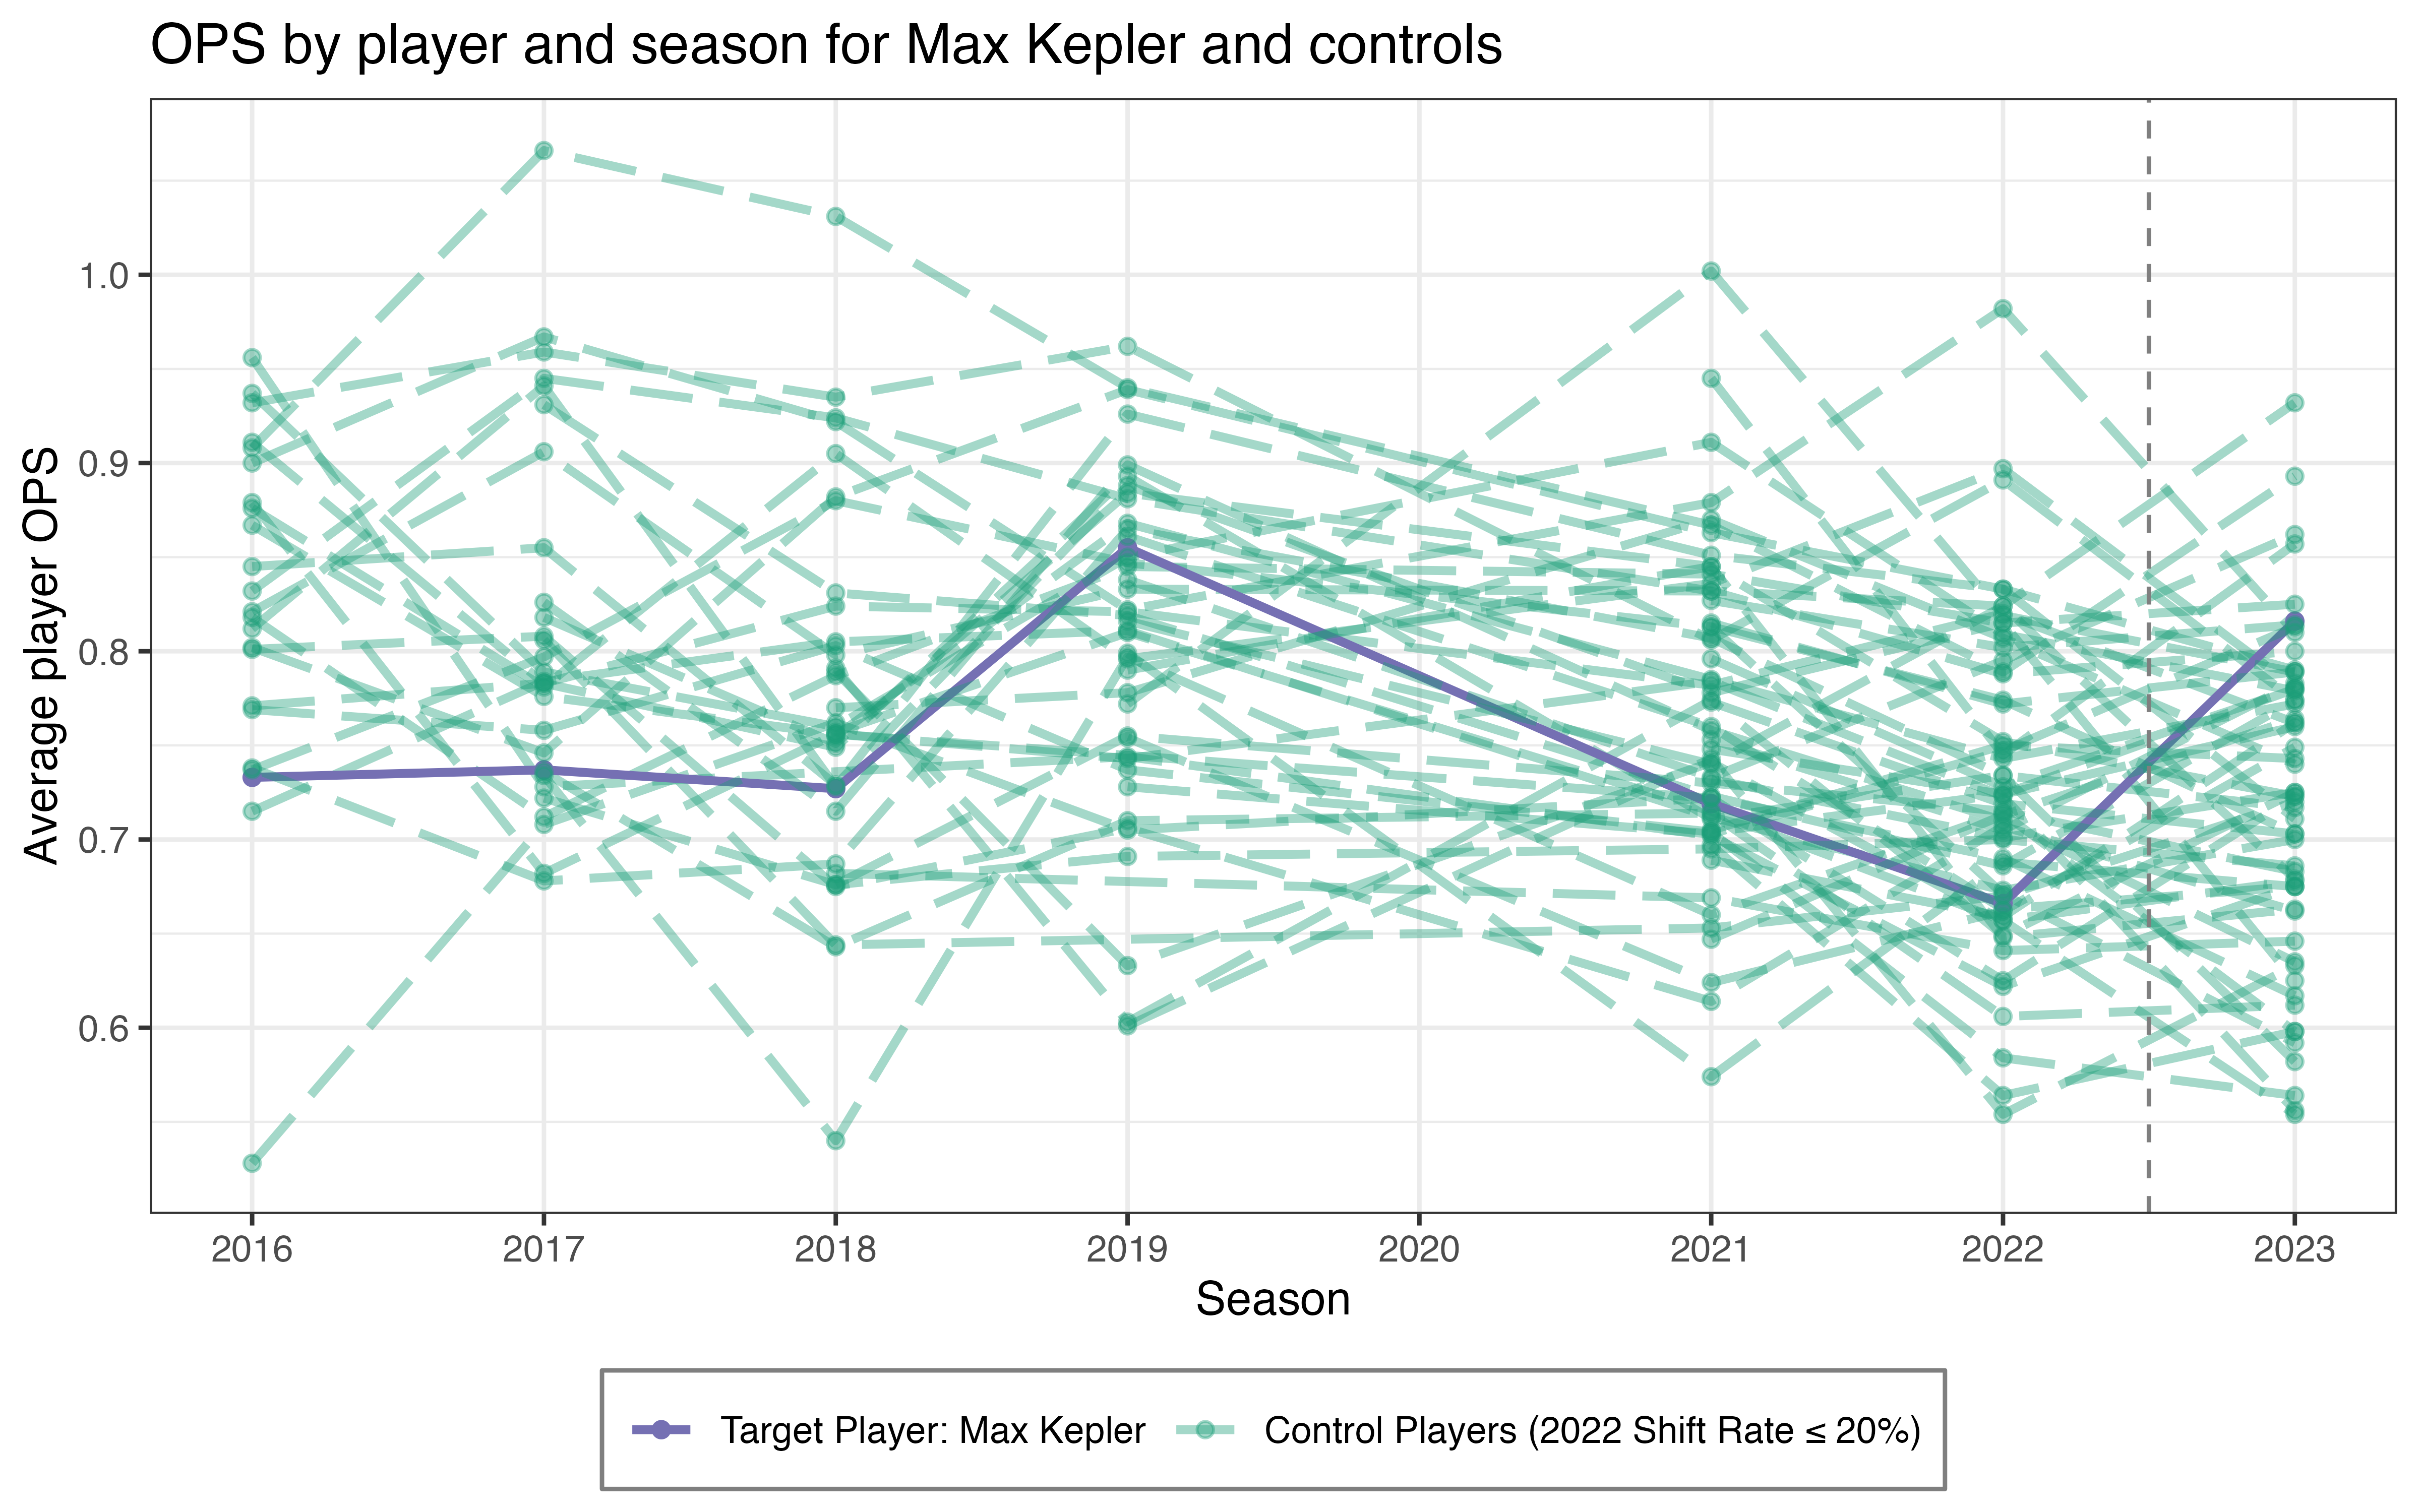 OPS by player and season for Max Kepler and controls
Average player OPS
1.0
0.9
0.8
0.7
0.6
2016 2017 2018 2019 2020 2021 2022 2023
Season
Target Player: Max Kepler Control Players (2022 Shift Rate ≤ 20%)